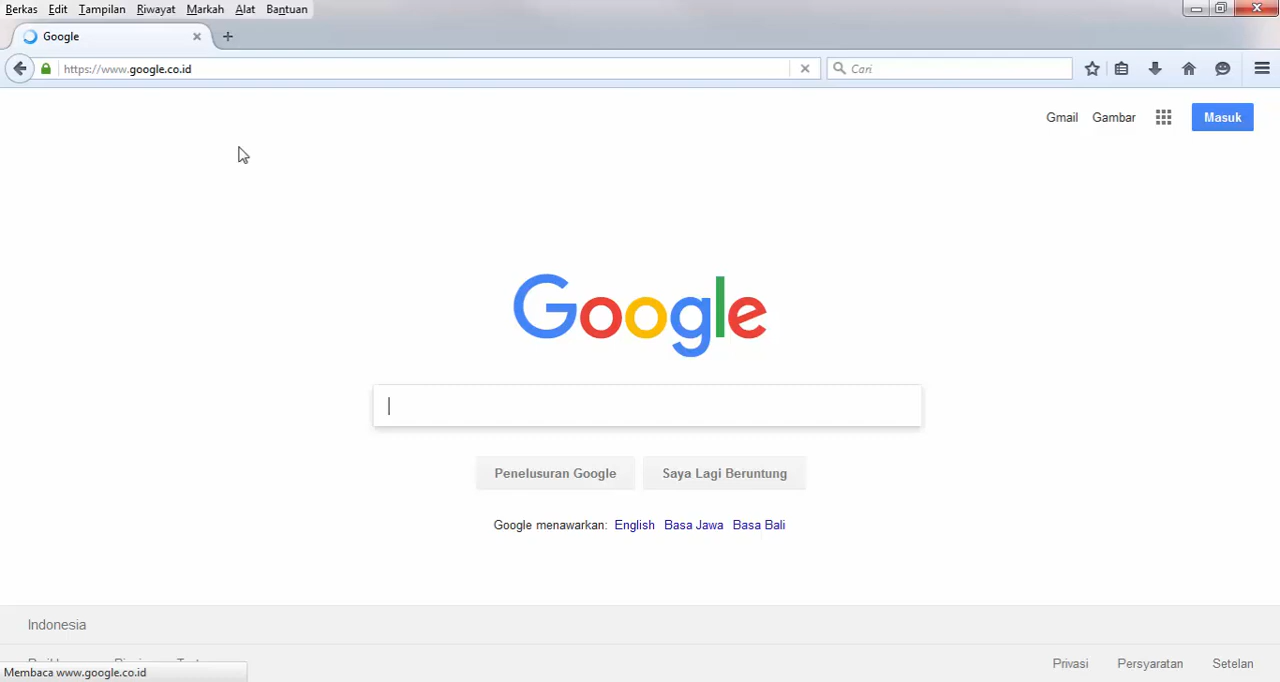 Berkas Edit Tampilan Riwayat Markah Alat Bantuan
Google
https://www.google.co.id
Cari
Gmail Gambar Masuk
Google
Penelusuran Google Saya Lagi Beruntung
Google menawarkan: English Basa Jawa Basa Bali
Indonesia
Privasi Persyaratan Setelan
Membaca www.google.co.id